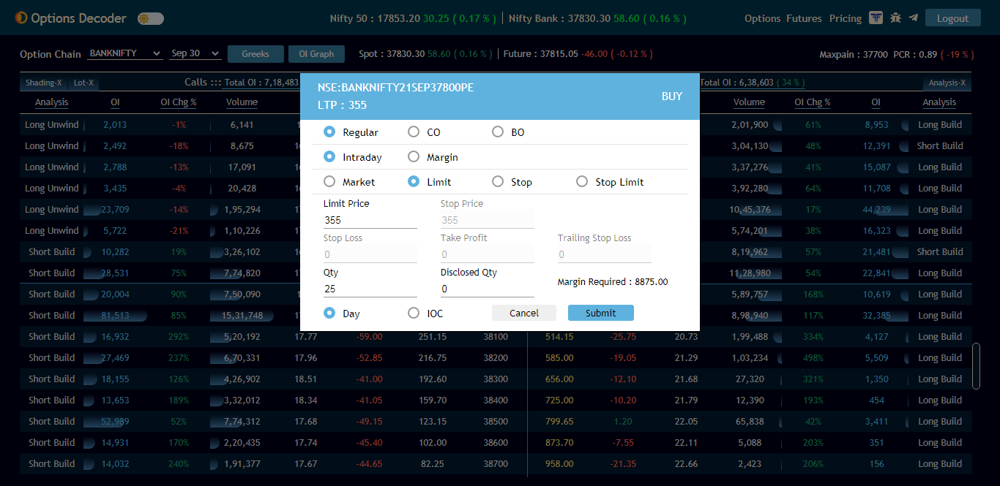 Options Decoder Nifty 50 : 17853.20 30.25 ( 0.17 % ) | Nifty Bank : 37830.30 58.60 ( 0.16 % ) Options Futures Pricing Logout
Option Chain BANKNIFTY Sep 30 Greeks OI Graph Spot : 37830.30 58.60 ( 0.16 % ) | Future : 37815.05 -46.00 ( -0.12 % ) Maxpain : 37700 PCR : 0.89 ( -19 % )
Shading-X Lot-X Calls ::: Total OI : 7,18,483 Total OI : 6,38,603 ( 34 % ) Analysis-X
Analysis OI OI Chg % Volume Volume OI Chg % OI Analysis
NSE:BANKNIFTY21SEP37800PE
LTP : 355
BUY
Regular CO BO
Intraday Margin
Market Limit Stop Stop Limit
Limit Price Stop Price
355 355
Stop Loss Take Profit Trailing Stop Loss
0 0 0
Qty Disclosed Qty
25 0 Margin Required : 8875.00
Day IOC Cancel Submit
Long Unwind 2,013 -1% 6,141 2,01,900 61% 8,953 Long Build
Long Unwind 2,492 -18% 8,675 3,04,130 48% 12,391 Short Build
Long Unwind 2,788 -13% 17,091 3,37,276 41% 15,087 Long Build
Long Unwind 3,435 -4% 20,428 3,92,280 64% 11,708 Long Build
Long Unwind 23,709 -14% 1,95,294 10,45,376 17% 44,239 Long Build
Long Unwind 5,722 -21% 1,10,226 5,74,201 38% 16,323 Long Build
Short Build 10,282 19% 3,26,102 8,19,962 57% 21,481 Short Build
Short Build 28,531 75% 7,74,820 11,28,980 54% 22,841 Long Build
Short Build 20,004 90% 7,50,090 5,89,757 168% 10,619 Long Build
Short Build 81,513 85% 15,31,748 8,98,940 117% 32,385 Long Build
Short Build 16,932 292% 5,20,192 17.77 -59.00 251.15 38100 514.15 -25.75 20.73 1,99,488 334% 4,127 Long Build
Short Build 27,469 237% 6,70,331 17.96 -52.85 216.75 38200 585.00 -19.05 21.29 1,03,234 498% 5,509 Long Build
Short Build 18,155 126% 4,26,902 18.51 -41.00 192.60 38300 656.00 -12.10 21.68 27,320 321% 1,350 Long Build
Short Build 13,653 189% 3,32,012 18.34 -41.05 159.70 38400 725.00 -10.20 21.79 12,390 193% 454 Long Build
Short Build 52,989 52% 7,74,312 17.68 -49.15 123.15 38500 799.65 1.20 22.05 65,838 42% 3,411 Long Build
Short Build 14,931 170% 2,20,435 17.74 -45.40 102.00 38600 873.70 -7.55 22.11 5,088 203% 351 Long Build
Short Build 14,032 240% 1,91,377 17.67 -44.65 82.25 38700 958.00 -21.35 22.66 2,423 206% 156 Long Build